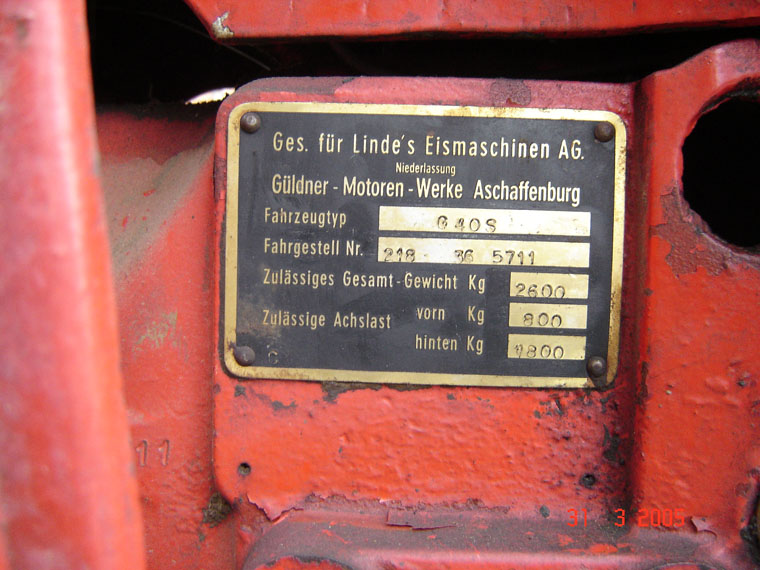 Ges. für Linde's Eismaschinen AG.
Niederlassung
Güldner - Motoren - Werke Aschaffenburg
Fahrzeugtyp G40S
Fahrgestell Nr. 218 - 36 5711
Zulässiges Gesamt - Gewicht Kg 2600
Zulässige Achslast vorn Kg 800
hinten Kg 1800
11
31 3 2005